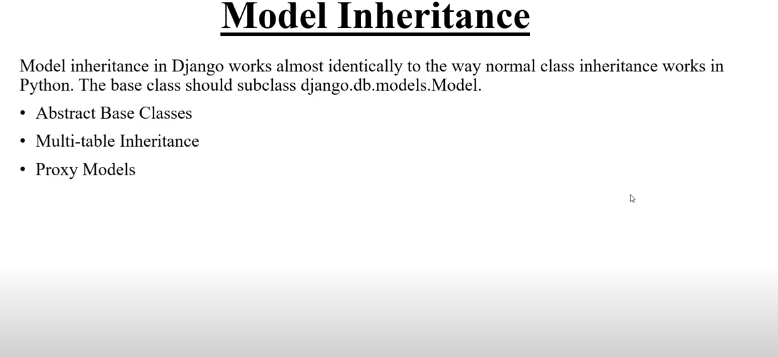 Model Inheritance
Model inheritance in Django works almost identically to the way normal class inheritance works in
Python. The base class should subclass django.db.models.Model.
• Abstract Base Classes
• Multi-table Inheritance
• Proxy Models